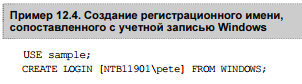 Пример 12.4. Создание регистрационного имени,
сопоставленного с учетной записью Windows
USE sample;
CREATE LOGIN [NTB11901\pete] FROM WINDOWS;